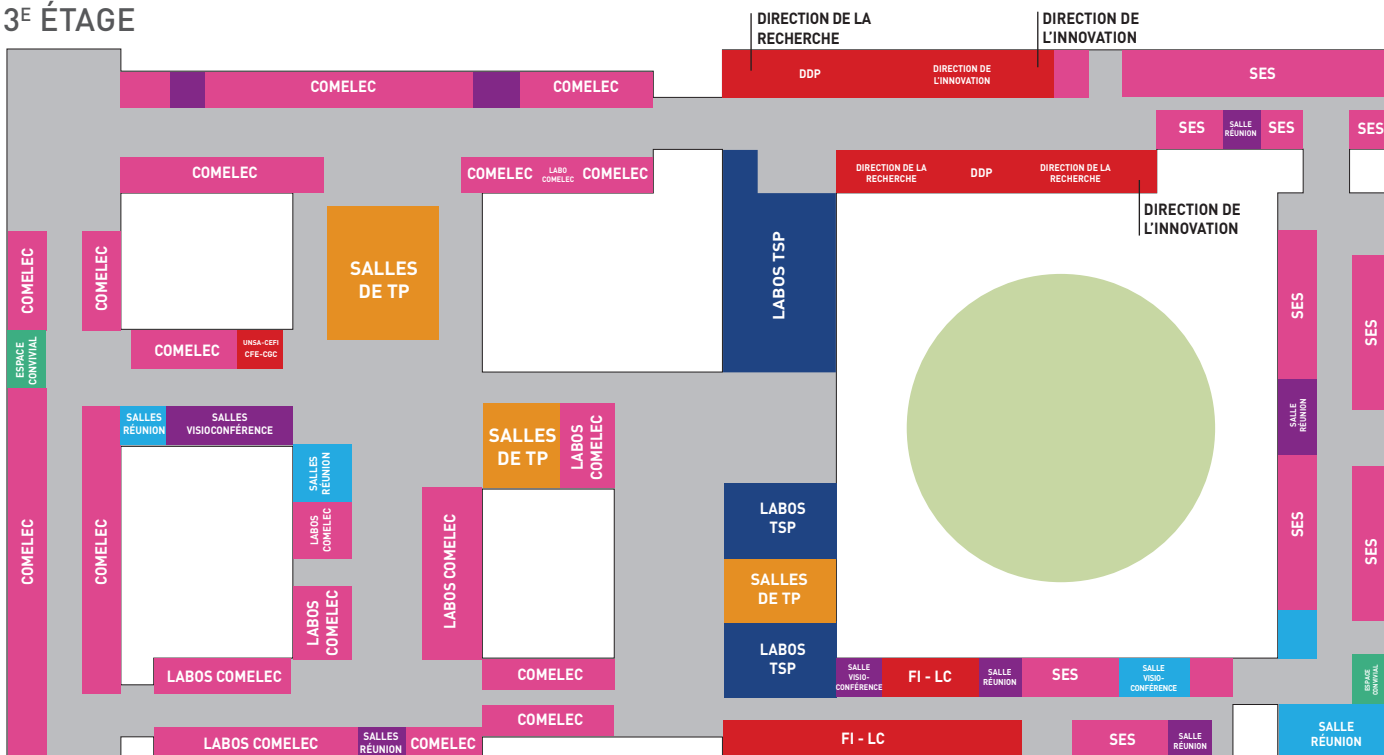 3E ÉTAGE
DIRECTION DE LA
RECHERCHE
DIRECTION DE
L'INNOVATION
COMELEC
COMELEC
DDP
DIRECTION DE
L'INNOVATION
SES
SES
SALLE
RÉUNION
SES
SES
COMELEC
COMELEC
LABO
COMELEC
COMELEC
DIRECTION DE LA
RECHERCHE
DDP
DIRECTION DE LA
RECHERCHE
DIRECTION DE
L'INNOVATION
COMELEC
COMELEC
SALLES
DE TP
LABOS TSP
SES
SES
COMELEC
UNSA-CEFI
CFE-CGC
ESPACE
CONVIVIAL
SALLES
RÉUNION
SALLES
VISIOCONFÉRENCE
SALLES
DE TP
LABOS
COMELEC
SALLE
RÉUNION
SALLES
RÉUNION
LABOS
COMELEC
COMELEC
COMELEC
LABOS COMELEC
LABOS
TSP
SES
SES
SALLES
DE TP
LABOS
COMELEC
LABOS
TSP
LABOS COMELEC
COMELEC
SALLE
VISIO-
CONFÉRENCE
FI - LC
SALLE
RÉUNION
SES
SALLE
VISIO-
CONFÉRENCE
ESPACE
CONVIVIAL
COMELEC
LABOS COMELEC
SALLES
RÉUNION
COMELEC
FI - LC
SES
SALLE
RÉUNION
SALLE
RÉUNION